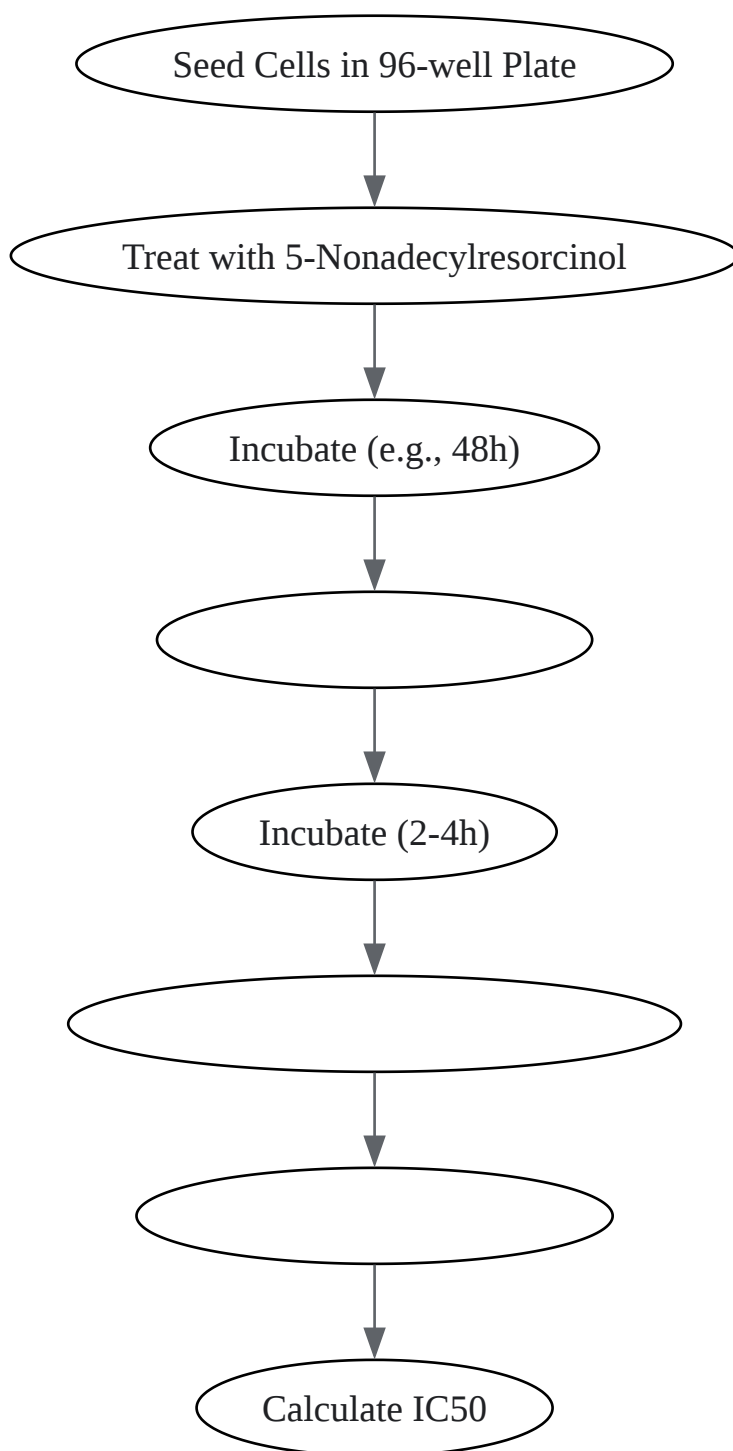 Seed Cells in 96-well Plate
Treat with 5-Nonadecylresorcinol
Incubate (e.g., 48h)
Incubate (2-4h)
Calculate IC50